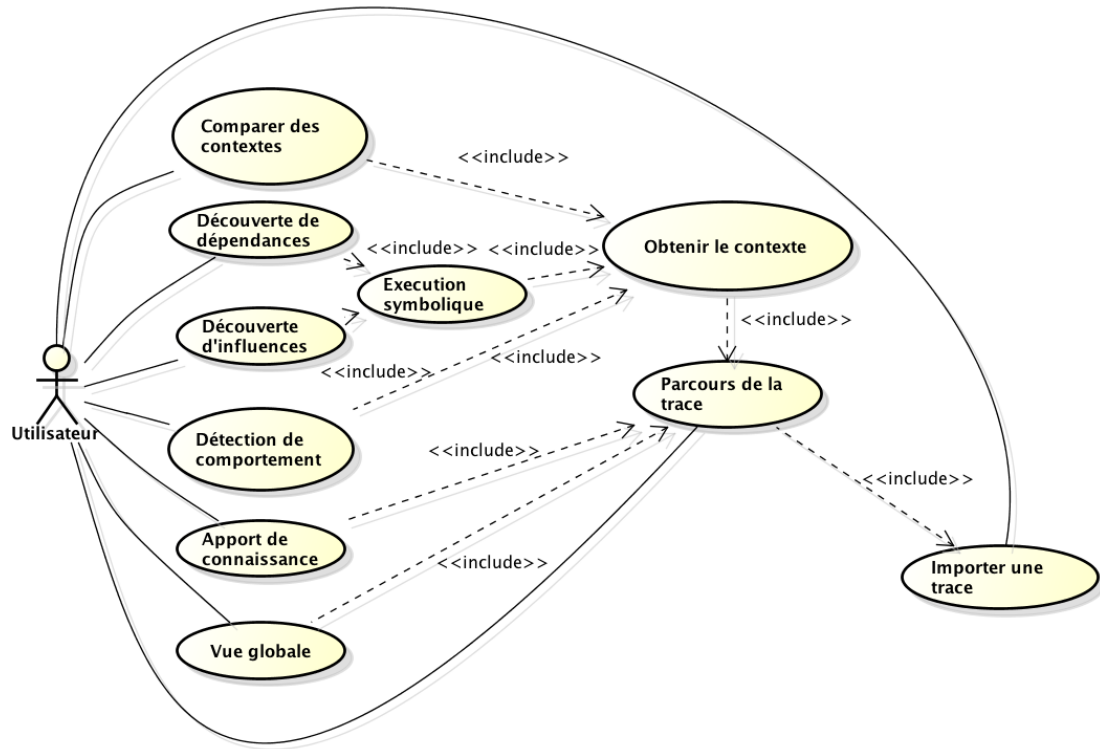 Comparer des
contextes
<<include>>
Découverte de
dépendances
<<include>>
<<include>>
Obtenir le contexte
Execution
symbolique
Découverte
d'influences
<<include>>
<<include>>
<<include>>
Utilisateur
Parcours de la
trace
Détection de
comportement
<<include>>
<<include>>
Apport de
connaissance
<<include>>
Importer une
trace
Vue globale